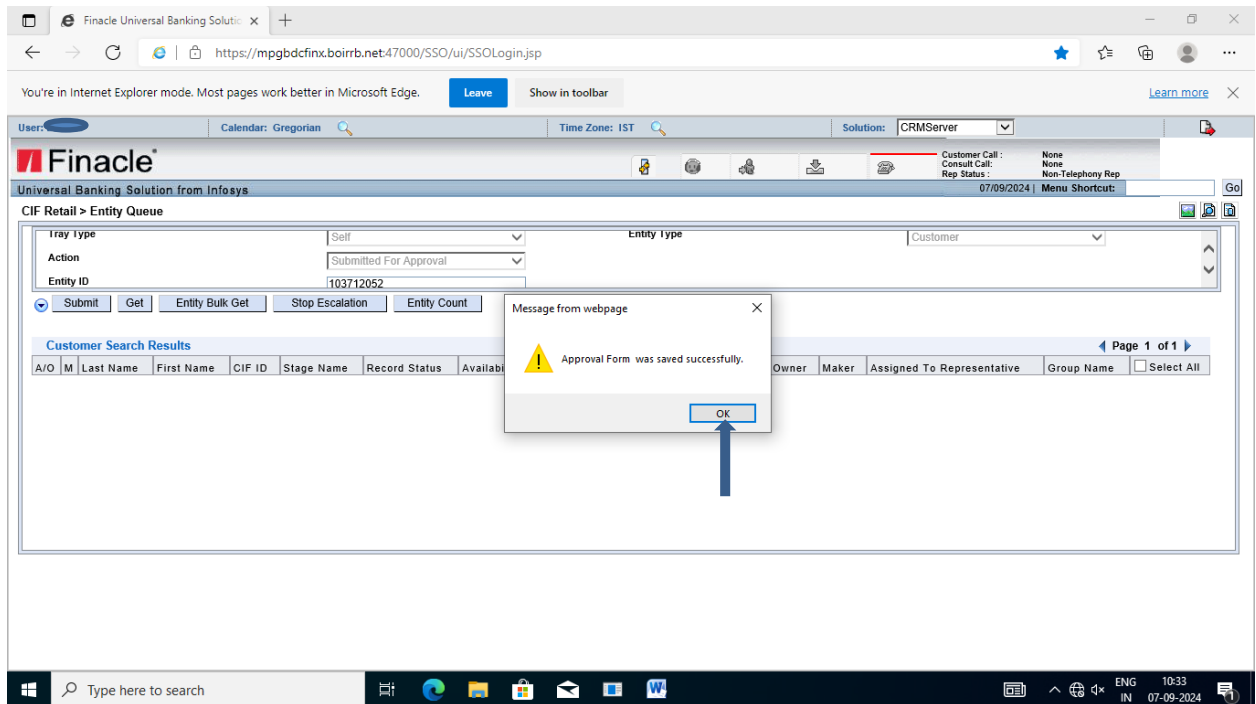 Finacle Universal Banking Solutic
https://mpgbdcfinx.boirrb.net:47000/SSO/ui/SSOLogin.jsp
You're in Internet Explorer mode. Most pages work better in Microsoft Edge. Leave Show in toolbar Learn more
User: Calendar: Gregorian Time Zone: IST Solution: CRMServer
Finacle
Customer Call : None
Consult Call: None
Rep Status : Non-Telephony Rep
Universal Banking Solution from Infosys 07/09/2024 | Menu Shortcut: Go
CIF Retail > Entity Queue
Tray Type Self Entity Type Customer
Action Submitted For Approval
Entity ID 103712052
Submit Get Entity Bulk Get Stop Escalation Entity Count
Message from webpage
Approval Form was saved successfully.
OK
Customer Search Results Page 1 of 1
A/O M Last Name First Name CIF ID Stage Name Record Status Availabi Owner Maker Assigned To Representative Group Name Select All
Type here to search
W
ENG 10:33
IN 07-09-2024
1